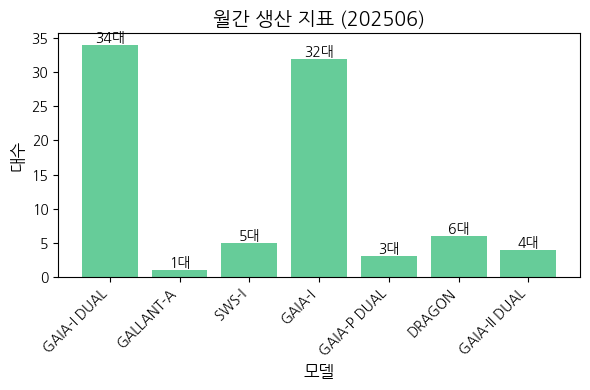 월간 생산 지표 (202506)
대수
35
30
25
20
15
10
5
0
34대
1대
5대
32대
3대
6대
4대
GAIA-I DUAL
GALLANT-A
SWS-I
GAIA-I
GAIA-P DUAL
DRAGON
GAIA-II DUAL
모델